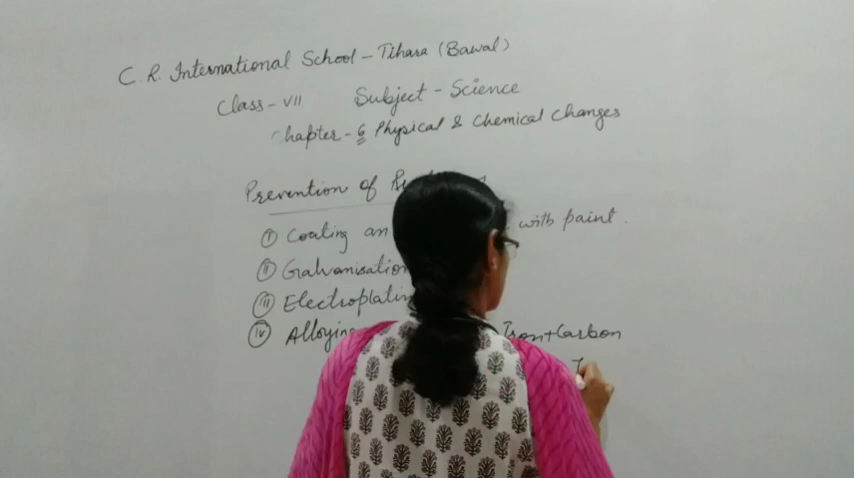 C. R. International School - Tihara (Bawal)
Class - VII Subject - Science
Chapter - 6 Physical & Chemical Changes
Prevention of
(i) Coating an with paint.
(ii) Galvanisation
(iii) Electroplatin
(iv) Alloying Iron + Carbon